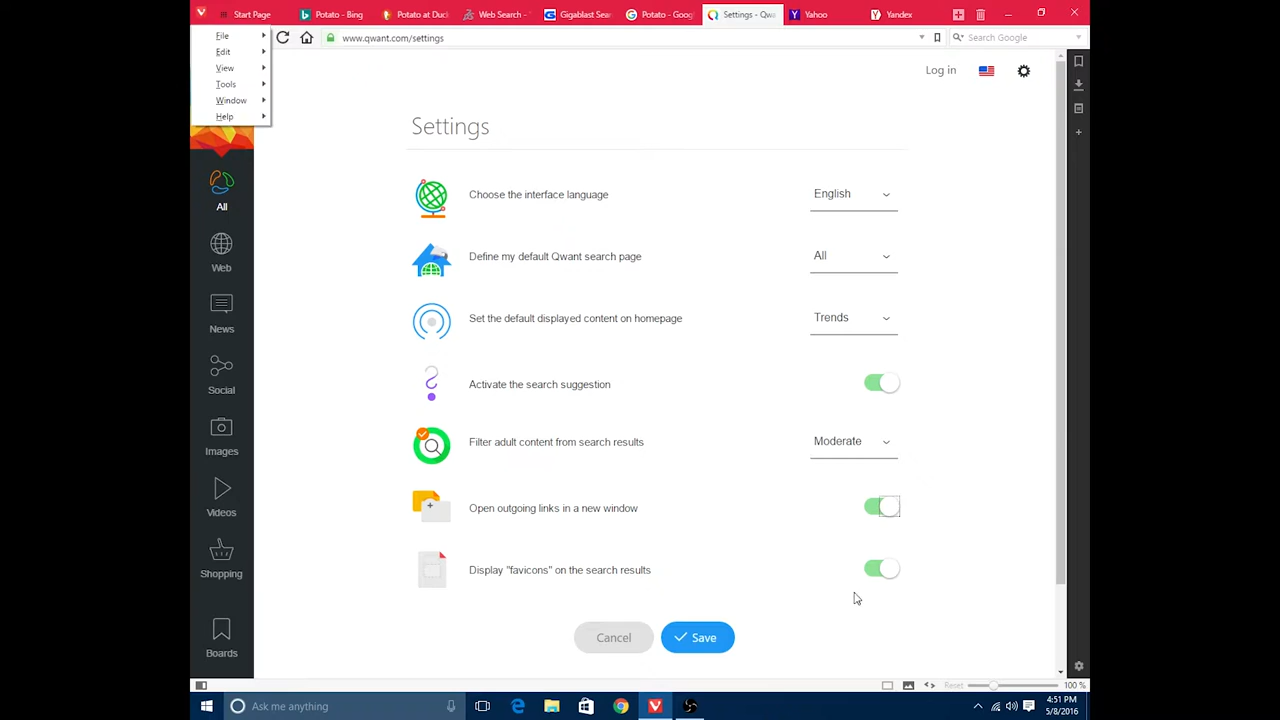 Start Page
Potato - Bing
Potato at Duck
Web Search -
Gigablast Sear
Potato - Goog
Settings - Qwa
Yahoo
Yandex
File
Edit
View
Tools
Window
Help
www.qwant.com/settings
Search Google
Log in
Settings
Choose the interface language
English
Define my default Qwant search page
All
Set the default displayed content on homepage
Trends
Activate the search suggestion
Filter adult content from search results
Moderate
Open outgoing links in a new window
Display "favicons" on the search results
Cancel
Save
All
Web
News
Social
Images
Videos
Shopping
Boards
Reset
100 %
Ask me anything
4:51 PM
5/8/2016